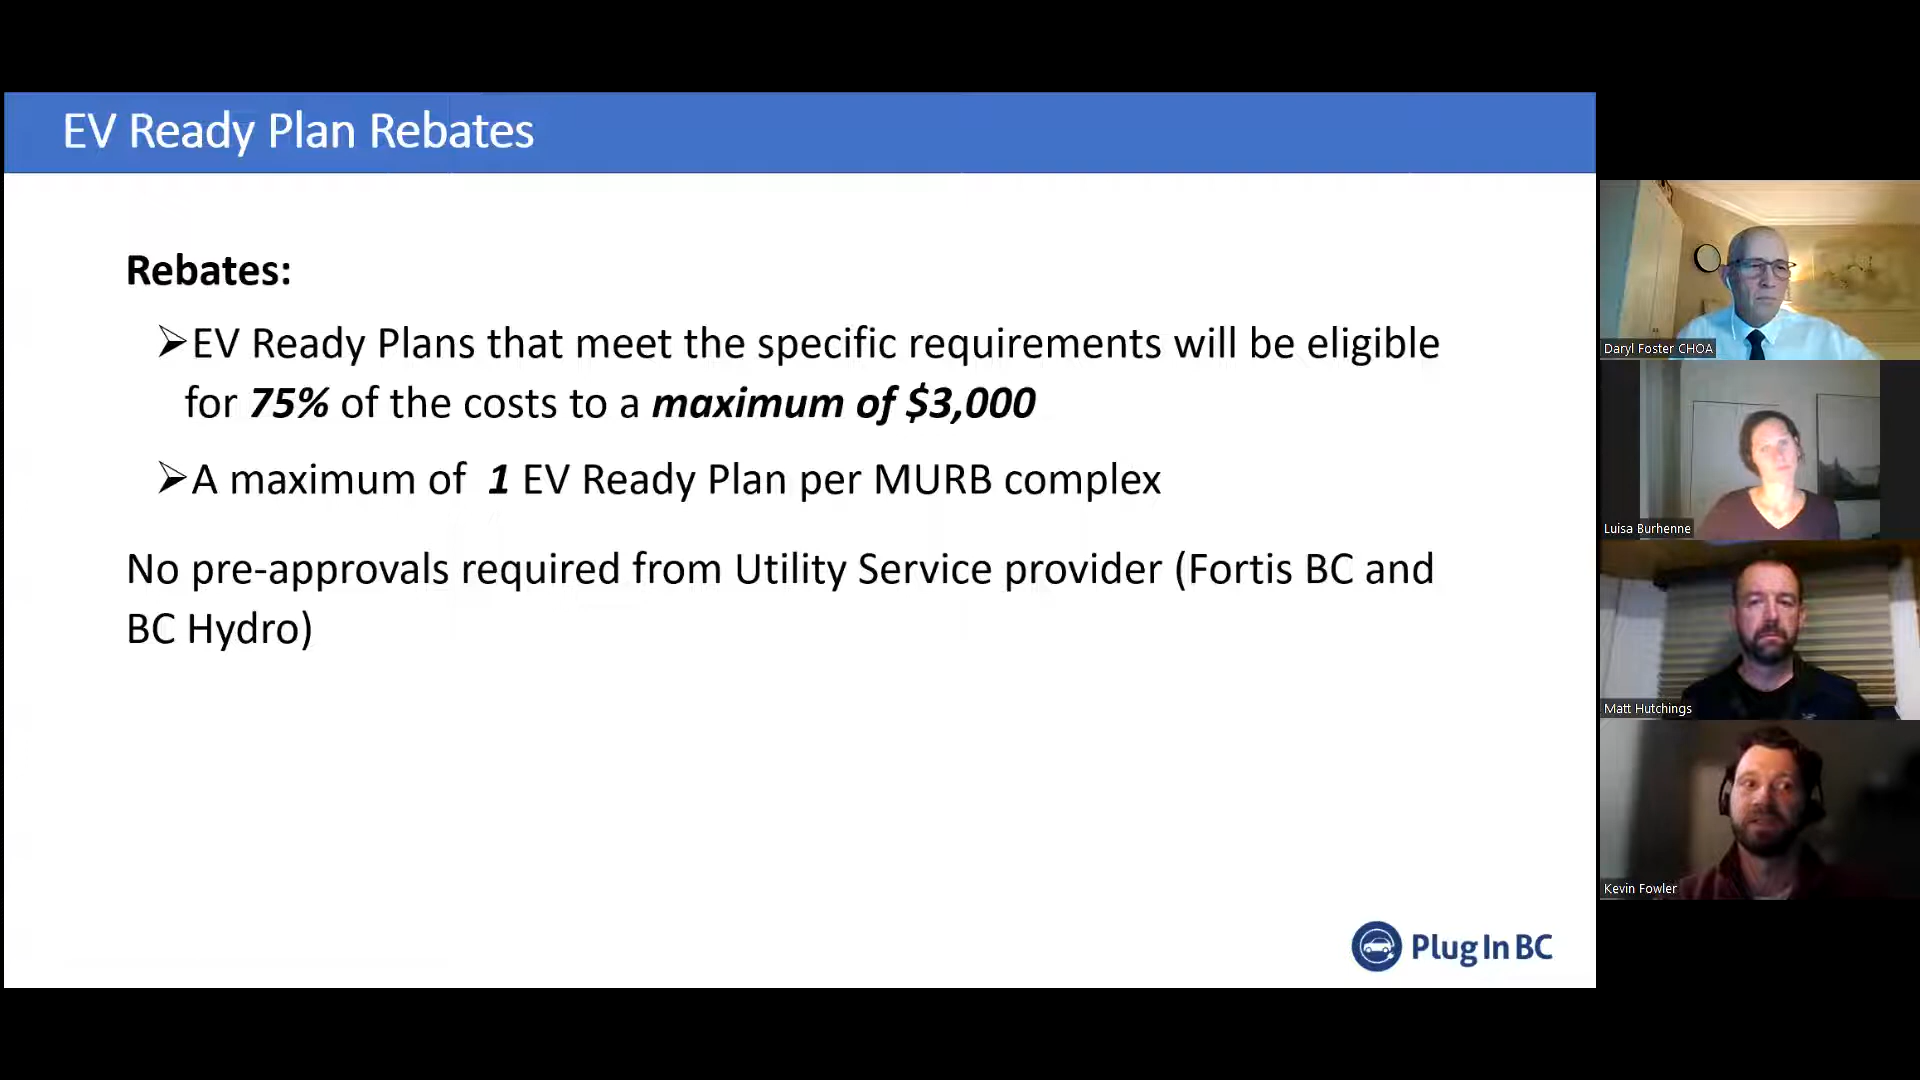 EV Ready Plan Rebates
Rebates:
➢EV Ready Plans that meet the specific requirements will be eligible
for 75% of the costs to a maximum of $3,000
➢A maximum of 1 EV Ready Plan per MURB complex
No pre-approvals required from Utility Service provider (Fortis BC and
BC Hydro)
Plug In BC
Daryl Foster CHOA
Luisa Burhenne
Matt Hutchings
Kevin Fowler